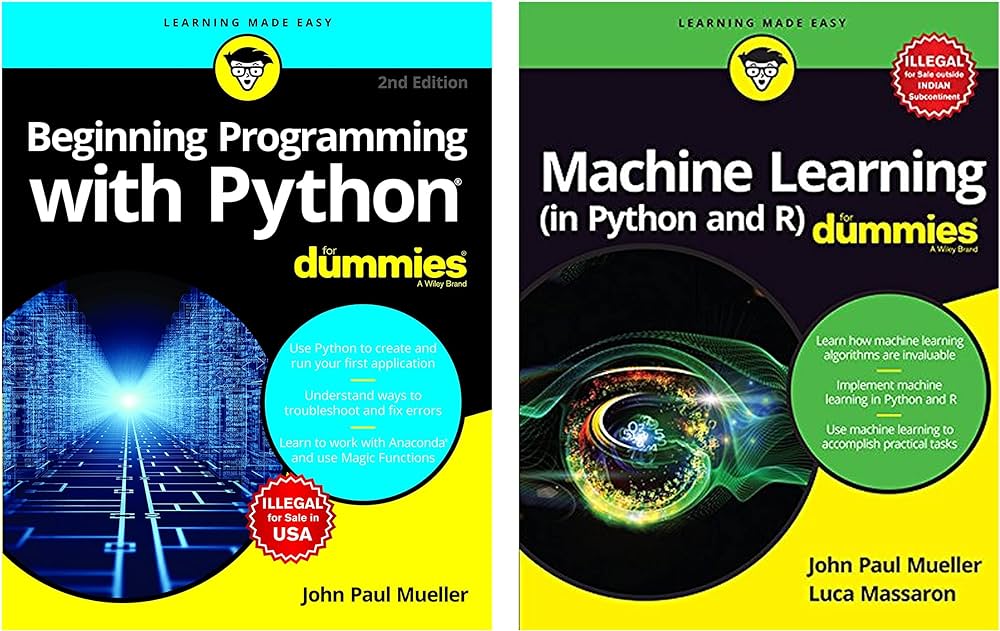 LEARNING MADE EASY
2nd Edition
Beginning Programming
with Python®
for
dummies®
A Wiley Brand
Use Python to create and
run your first application
Understand ways to
troubleshoot and fix errors
Learn to work with Anaconda®
and use Magic Functions
ILLEGAL
for Sale in
USA
John Paul Mueller
LEARNING MADE EASY
ILLEGAL
for Sale outside
INDIAN
Subcontinent
Machine Learning
(in Python and R)
for
dummies®
A Wiley Brand
Learn how machine learning
algorithms are invaluable
Implement machine
learning in Python and R
Use machine learning to
accomplish practical tasks
John Paul Mueller
Luca Massaron